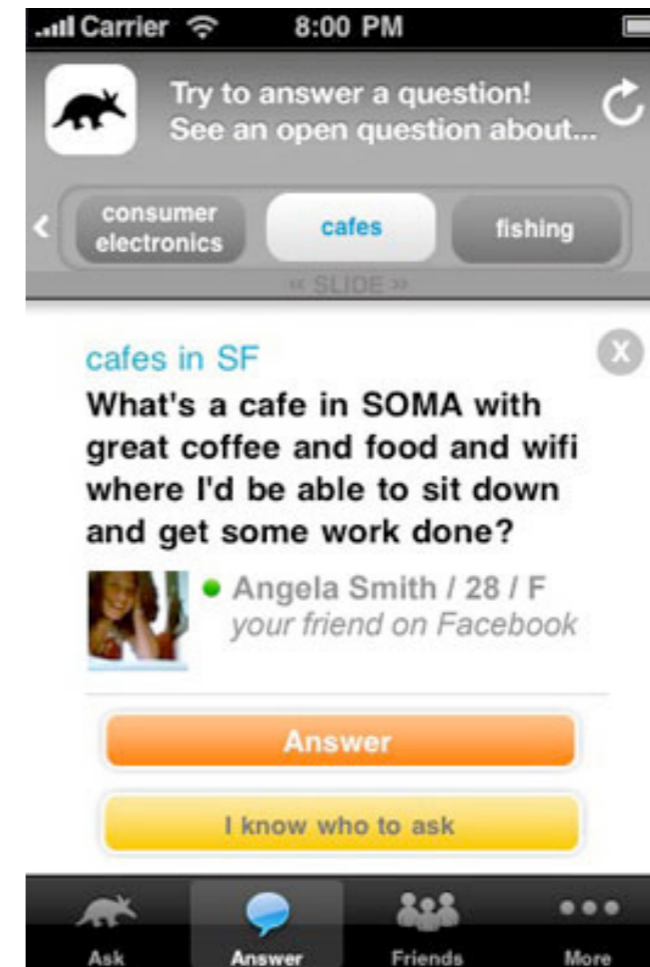 Carrier 8:00 PM
Try to answer a question!
See an open question about...
consumer
electronics
cafes
fishing
« SLIDE »
cafes in SF
X
What's a cafe in SOMA with
great coffee and food and wifi
where I'd be able to sit down
and get some work done?
Angela Smith / 28 / F
your friend on Facebook
Answer
I know who to ask
Ask Answer Friends More